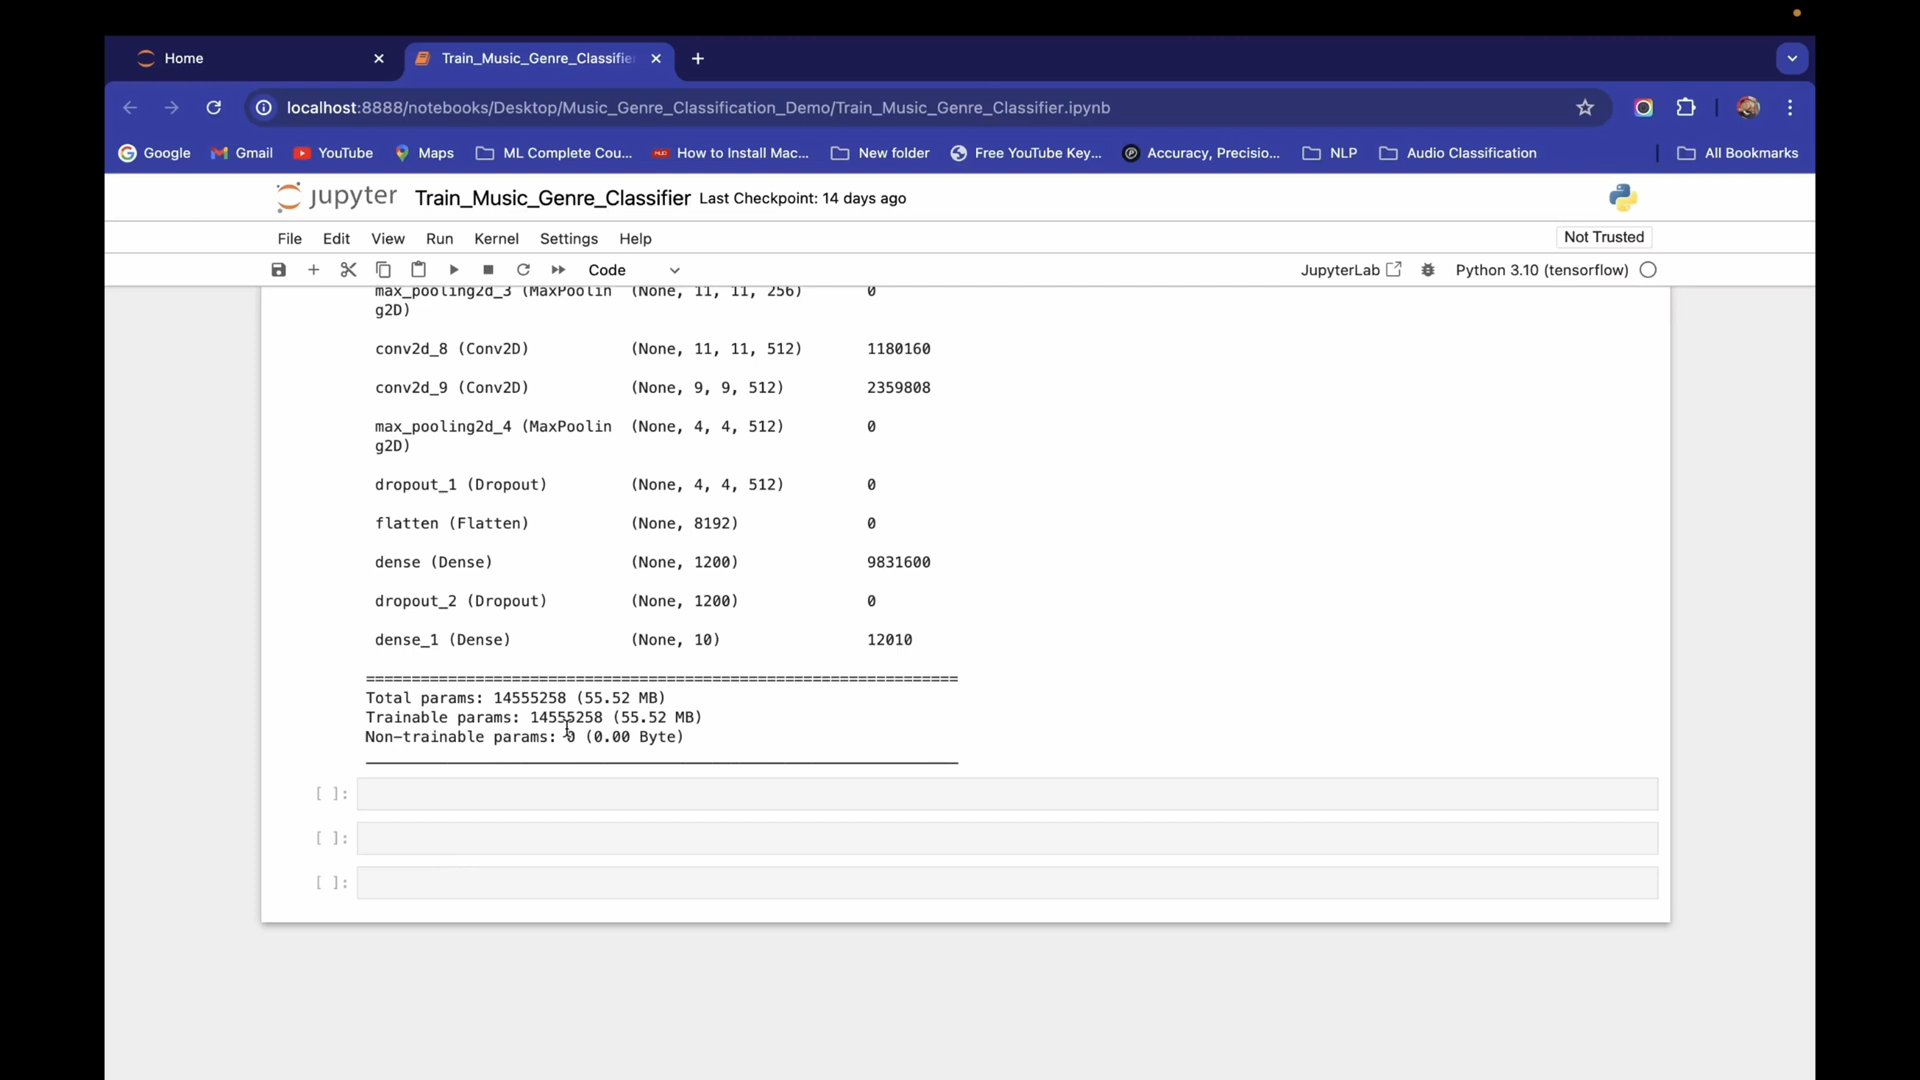 Home
Train_Music_Genre_Classifie
localhost:8888/notebooks/Desktop/Music_Genre_Classification_Demo/Train_Music_Genre_Classifier.ipynb
Google Gmail YouTube Maps ML Complete Cou... How to Install Mac... New folder Free YouTube Key... Accuracy, Precisio... NLP Audio Classification All Bookmarks
jupyter Train_Music_Genre_Classifier Last Checkpoint: 14 days ago
File Edit View Run Kernel Settings Help Not Trusted
Code JupyterLab Python 3.10 (tensorflow)
max_pooling2d_3 (MaxPoolin (None, 11, 11, 256) 0
g2D)
conv2d_8 (Conv2D) (None, 11, 11, 512) 1180160
conv2d_9 (Conv2D) (None, 9, 9, 512) 2359808
max_pooling2d_4 (MaxPoolin (None, 4, 4, 512) 0
g2D)
dropout_1 (Dropout) (None, 4, 4, 512) 0
flatten (Flatten) (None, 8192) 0
dense (Dense) (None, 1200) 9831600
dropout_2 (Dropout) (None, 1200) 0
dense_1 (Dense) (None, 10) 12010
=================================================================
Total params: 14555258 (55.52 MB)
Trainable params: 14555258 (55.52 MB)
Non-trainable params: 0 (0.00 Byte)
_________________________________________________________________
[ ]:
[ ]:
[ ]: